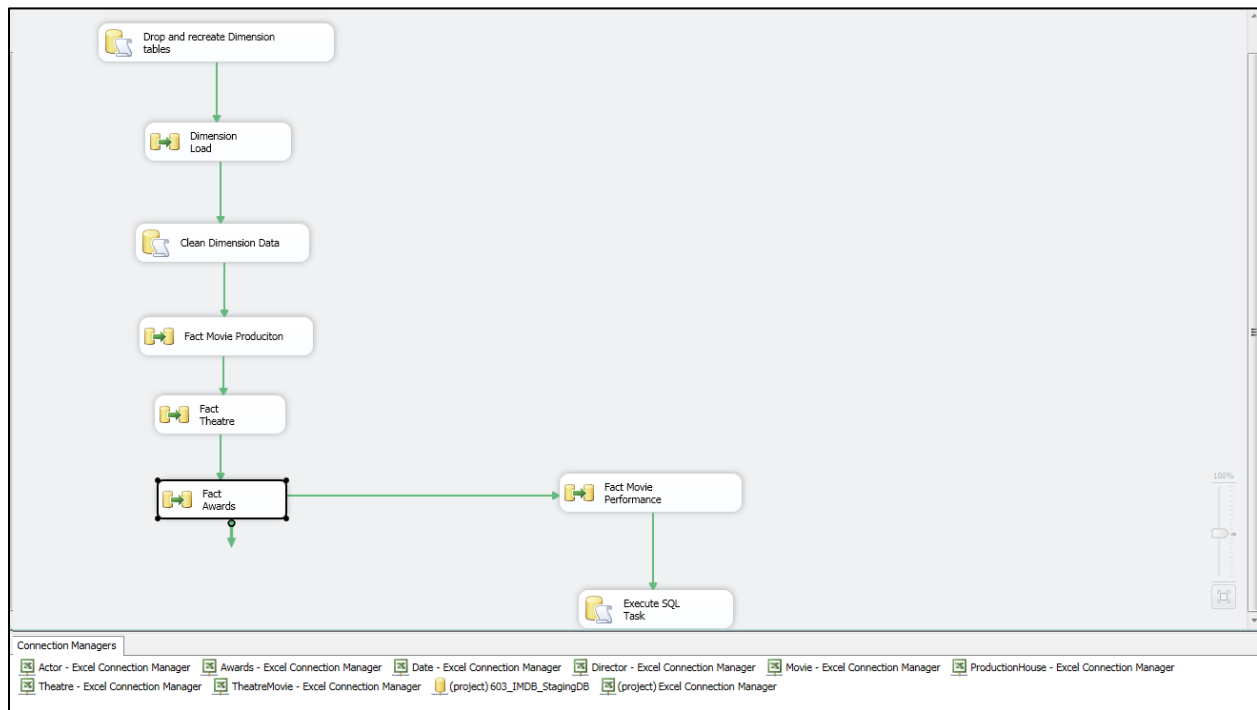 Drop and recreate Dimension
tables
Dimension
Load
Clean Dimension Data
Fact Movie Produciton
Fact
Theatre
Fact
Awards
Fact Movie
Performance
100%
Execute SQL
Task
Connection Managers
Actor - Excel Connection Manager Awards - Excel Connection Manager Date - Excel Connection Manager Director - Excel Connection Manager Movie - Excel Connection Manager ProductionHouse - Excel Connection Manager
Theatre - Excel Connection Manager TheatreMovie - Excel Connection Manager (project) 603_IMDB_StagingDB (project) Excel Connection Manager